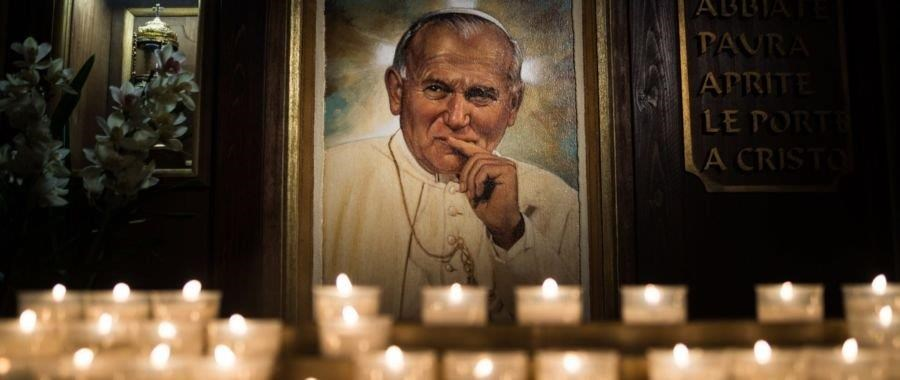 ABBIATE
PAURA
APRITE
LE PORTE
A CRISTO